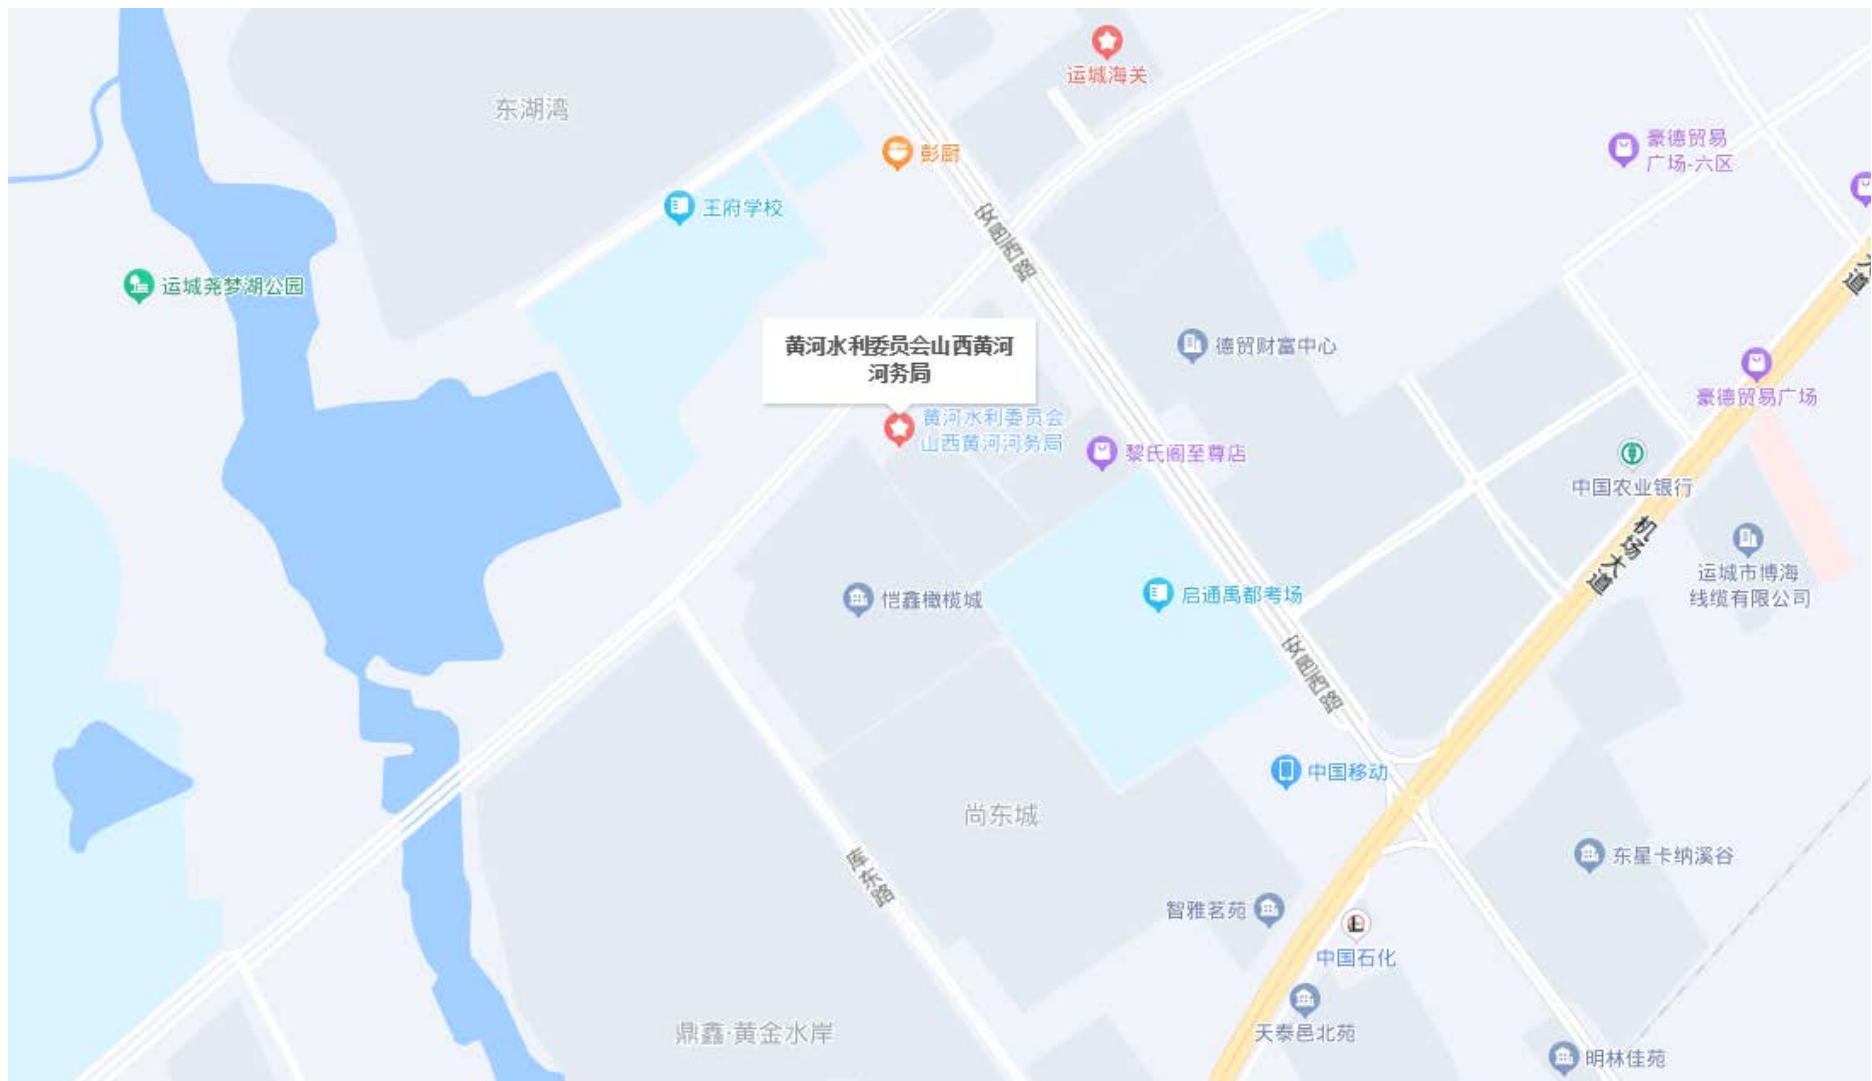 运城海关
东湖湾
彭厨
豪德贸易
广场-六区
王府学校
安邑西路
大道
运城尧梦湖公园
黄河水利委员会山西黄河
河务局
德贸财富中心
豪德贸易广场
黄河水利委员会
山西黄河河务局
黎氏阁至尊店
中国农业银行
机场大道
运城市博海
线缆有限公司
恺鑫橄榄城
启通禹都考场
安邑西路
中国移动
尚东城
东星卡纳溪谷
库东路
智雅茗苑
中国石化
天泰邑北苑
鼎鑫·黄金水岸
明林佳苑